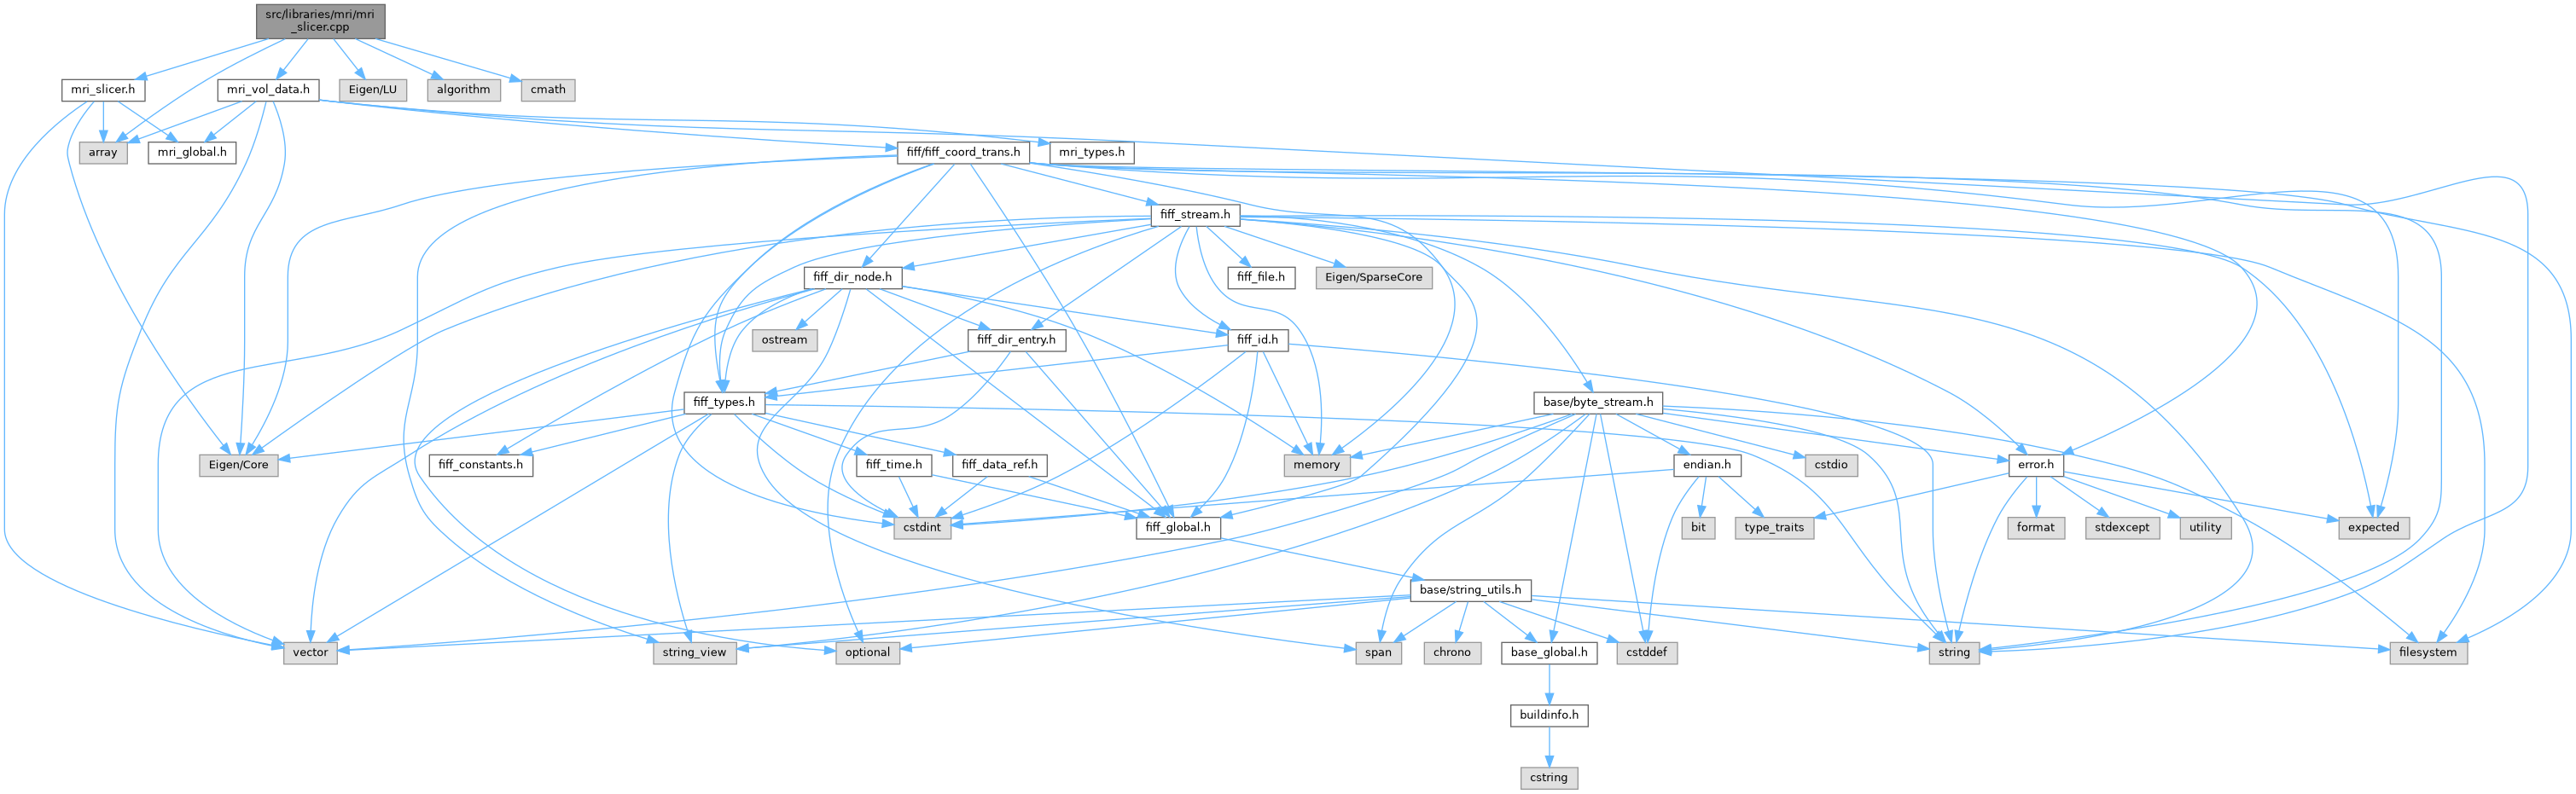 src/libraries/mri/mri
_slicer.cpp
mri_slicer.h
mri_vol_data.h
Eigen/LU
algorithm
cmath
array
mri_global.h
fiff/fiff_coord_trans.h
mri_types.h
fiff_stream.h
fiff_dir_node.h
fiff_file.h
Eigen/SparseCore
ostream
fiff_dir_entry.h
fiff_id.h
fiff_types.h
base/byte_stream.h
Eigen/Core
fiff_constants.h
fiff_time.h
fiff_data_ref.h
memory
endian.h
cstdio
error.h
cstdint
fiff_global.h
bit
type_traits
format
stdexcept
utility
expected
base/string_utils.h
vector
string_view
optional
span
chrono
base_global.h
cstddef
string
filesystem
buildinfo.h
cstring